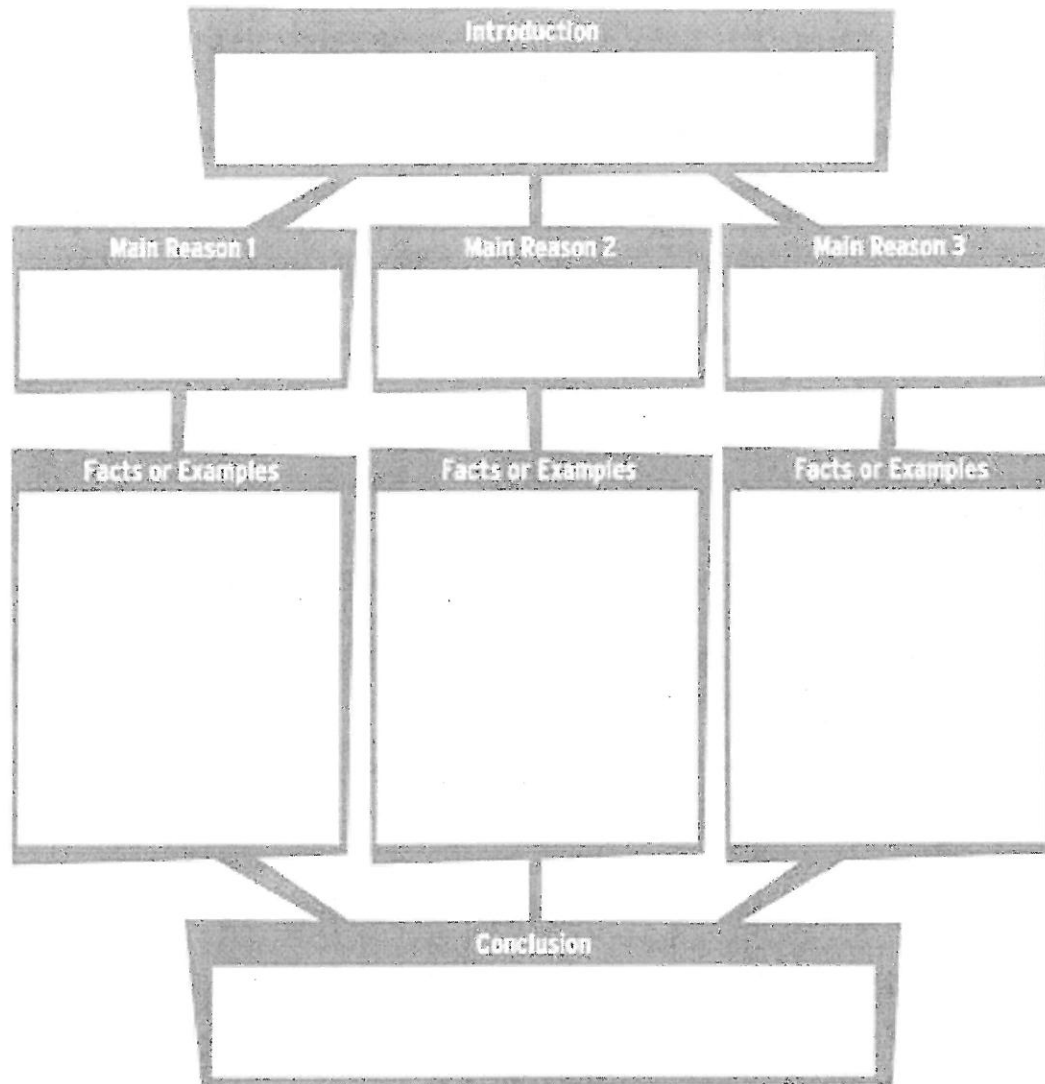 Introduction
Main Reason 1
Main Reason 2
Main Reason 3
Facts or Examples
Facts or Examples
Facts or Examples
Conclusion